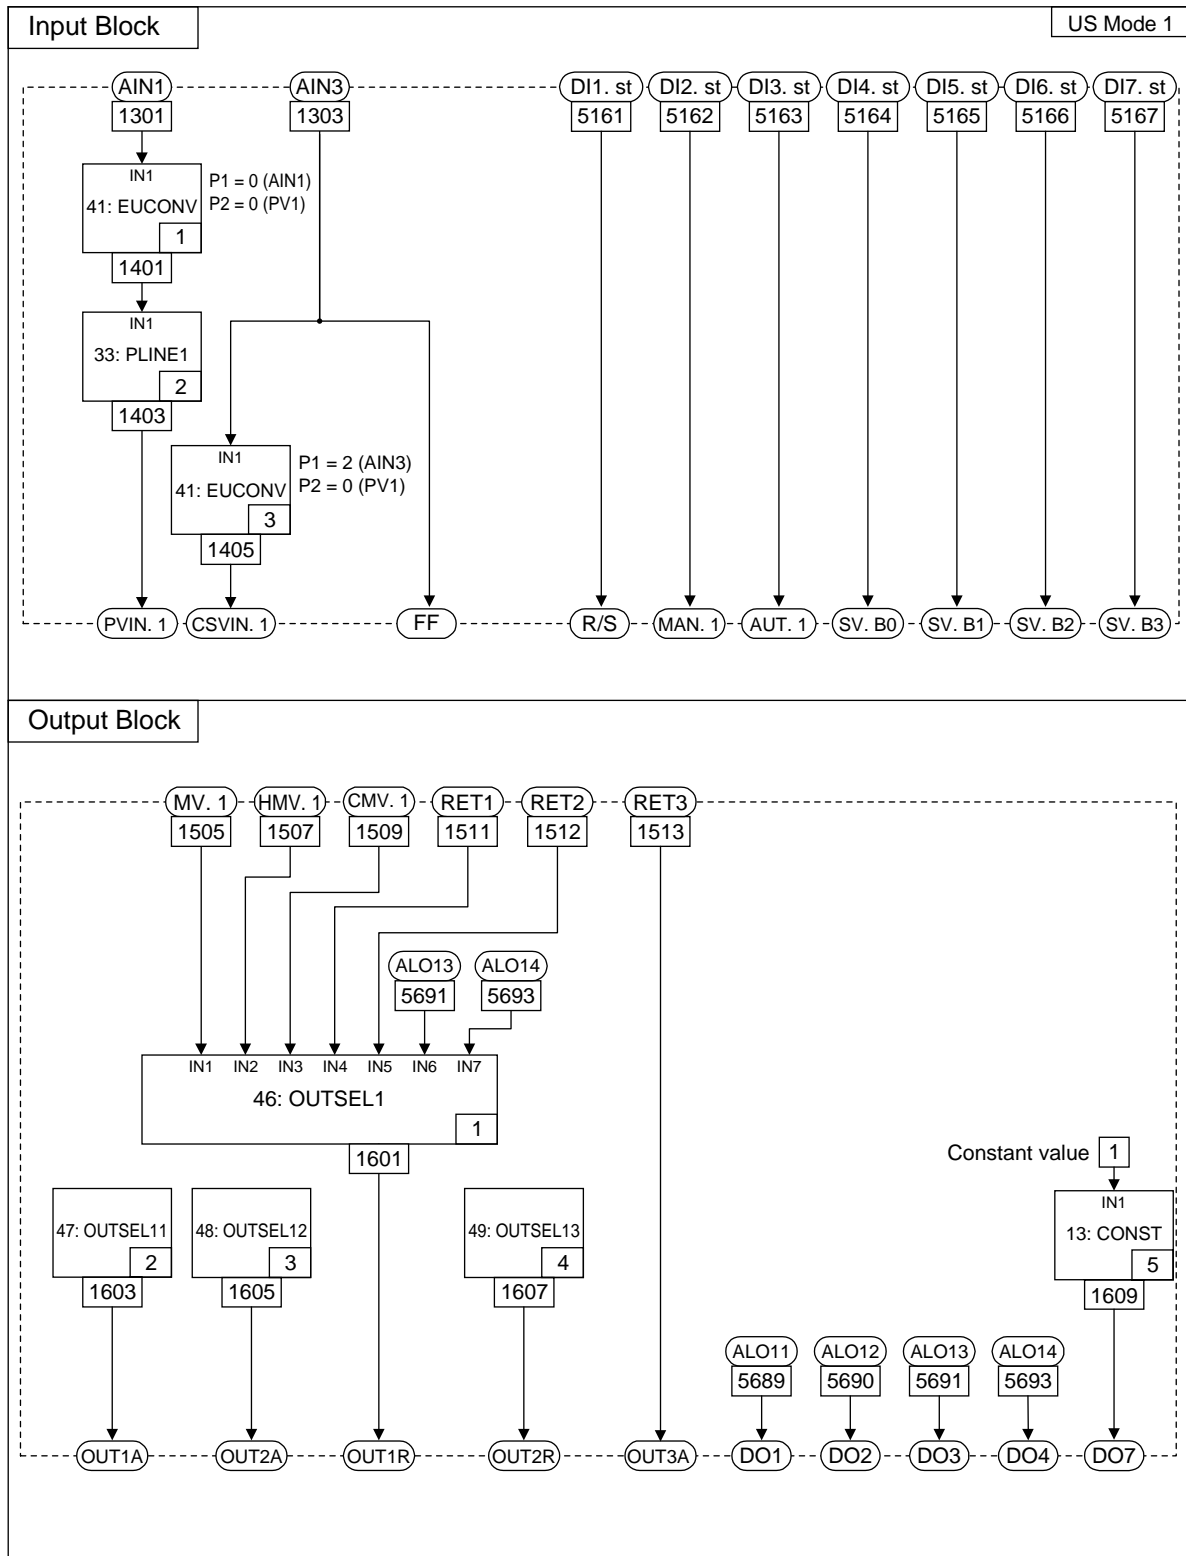 Input Block
US Mode 1
AIN1 AIN3 DI1. st DI2. st DI3. st DI4. st DI5. st DI6. st DI7. st
1301 1303 5161 5162 5163 5164 5165 5166 5167
IN1
P1 = 0 (AIN1)
41: EUCONV P2 = 0 (PV1)
1
1401
IN1
33: PLINE1
2
1403
IN1
P1 = 2 (AIN3)
41: EUCONV P2 = 0 (PV1)
3
1405
PVIN. 1 CSVIN. 1 FF R/S MAN. 1 AUT. 1 SV. B0 SV. B1 SV. B2 SV. B3
Output Block
MV. 1 HMV. 1 CMV. 1 RET1 RET2 RET3
1505 1507 1509 1511 1512 1513
ALO13 ALO14
5691 5693
IN1 IN2 IN3 IN4 IN5 IN6 IN7
46: OUTSEL1
1
1601
Constant value 1
IN1
47: OUTSEL11 48: OUTSEL12 49: OUTSEL13 13: CONST
2 3 4 5
1603 1605 1607 1609
ALO11 ALO12 ALO13 ALO14
5689 5690 5691 5693
OUT1A OUT2A OUT1R OUT2R OUT3A DO1 DO2 DO3 DO4 DO7